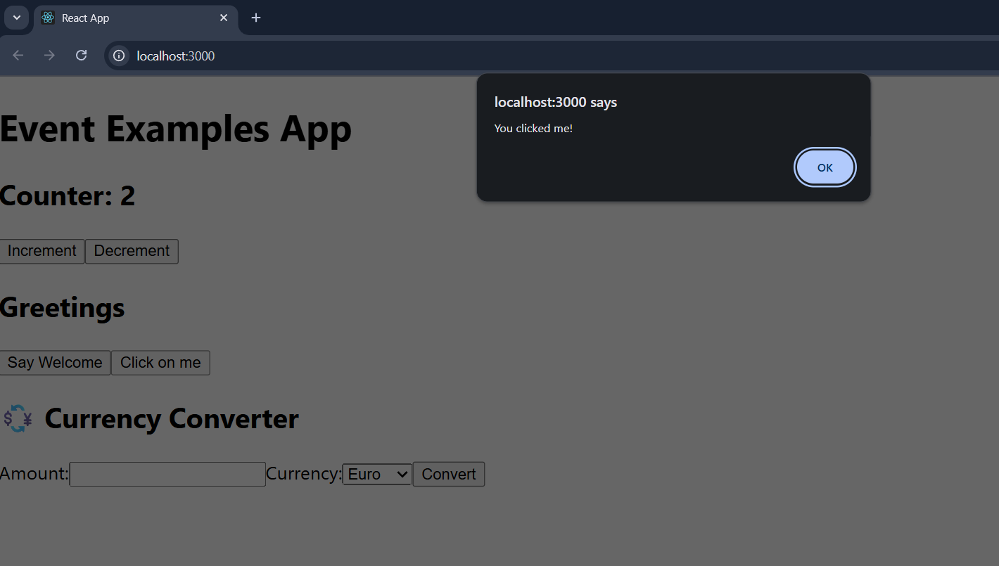 React App
localhost:3000
localhost:3000 says
You clicked me!
OK
Event Examples App
Counter: 2
Increment Decrement
Greetings
Say Welcome Click on me
$ ¥ Currency Converter
Amount: Currency: Euro Convert